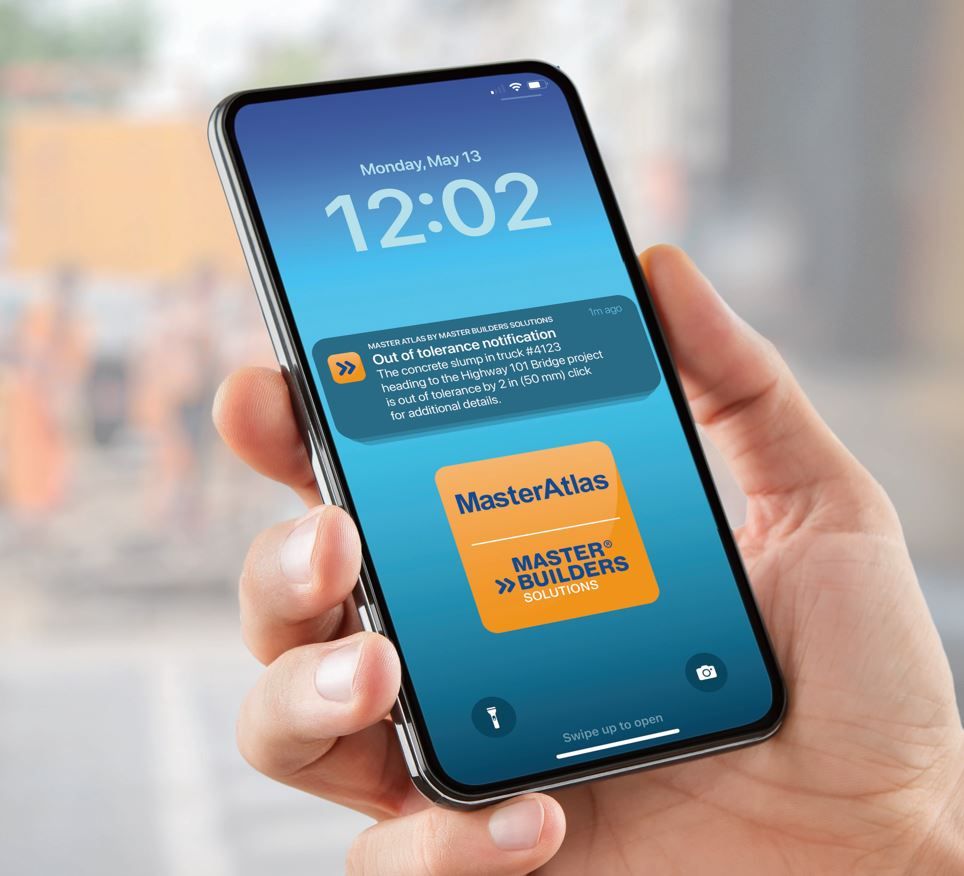 Monday, May 13
12:02
MASTER ATLAS BY MASTER BUILDERS SOLUTIONS
1m ago
Out of tolerance notification
The concrete slump in truck #4123
heading to the Highway 101 Bridge project
is out of tolerance by 2 in (50 mm) click
for additional details.
MasterAtlas
MASTER®
BUILDERS
SOLUTIONS
Swipe up to open